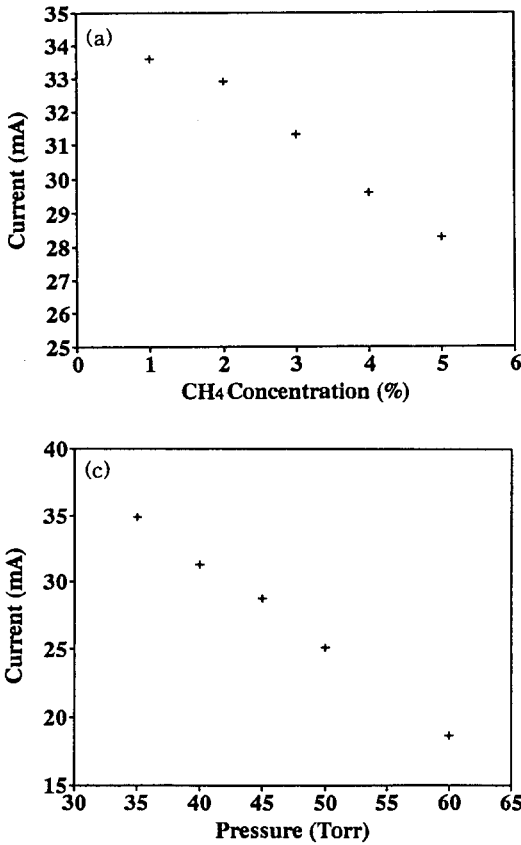 (a)
35
34
33
32
31
30
29
28
27
26
25
Current (mA)
0 1 2 3 4 5 6
CH4 Concentration (%)
(c)
40
35
30
25
20
15
Current (mA)
30 35 40 45 50 55 60 65
Pressure (Torr)